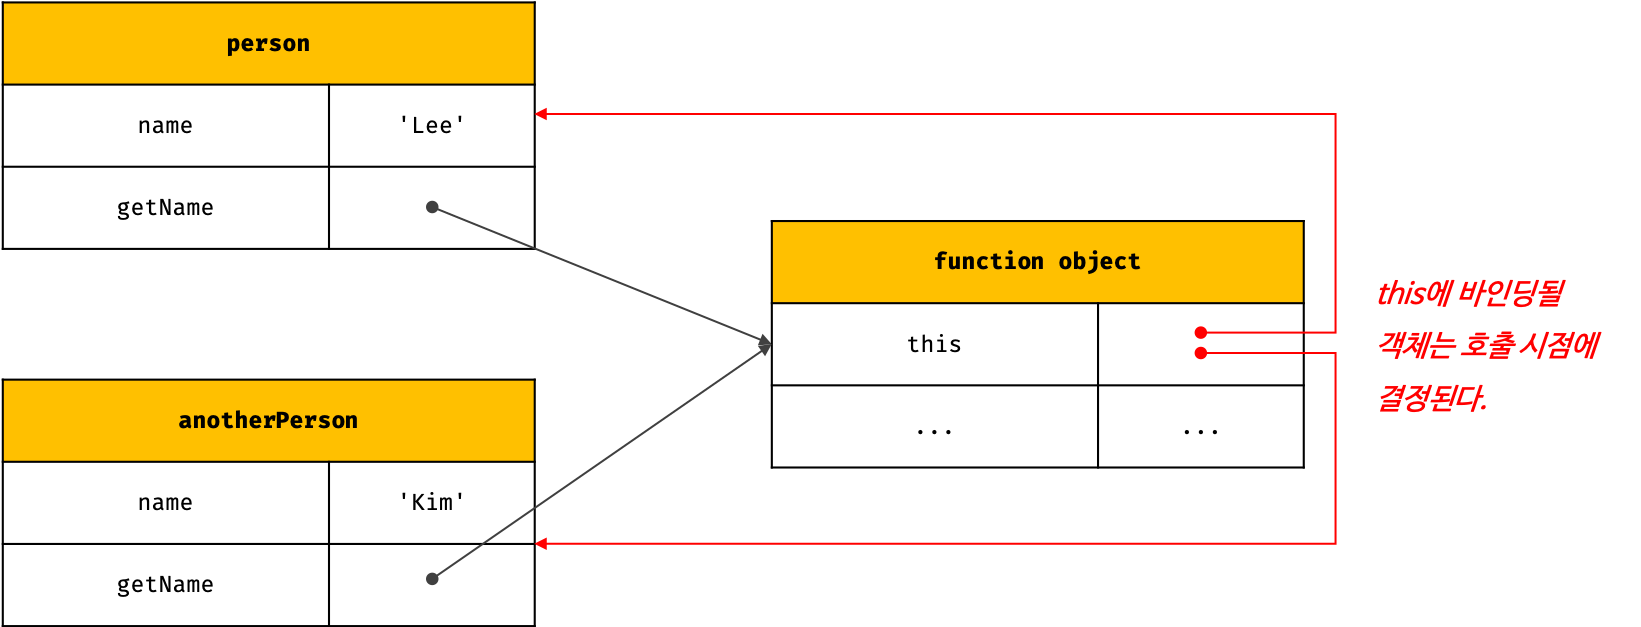 person
name 'Lee'
getName
function object
this
... ...
this에 바인딩될
객체는 호출 시점에
결정된다.
anotherPerson
name 'Kim'
getName